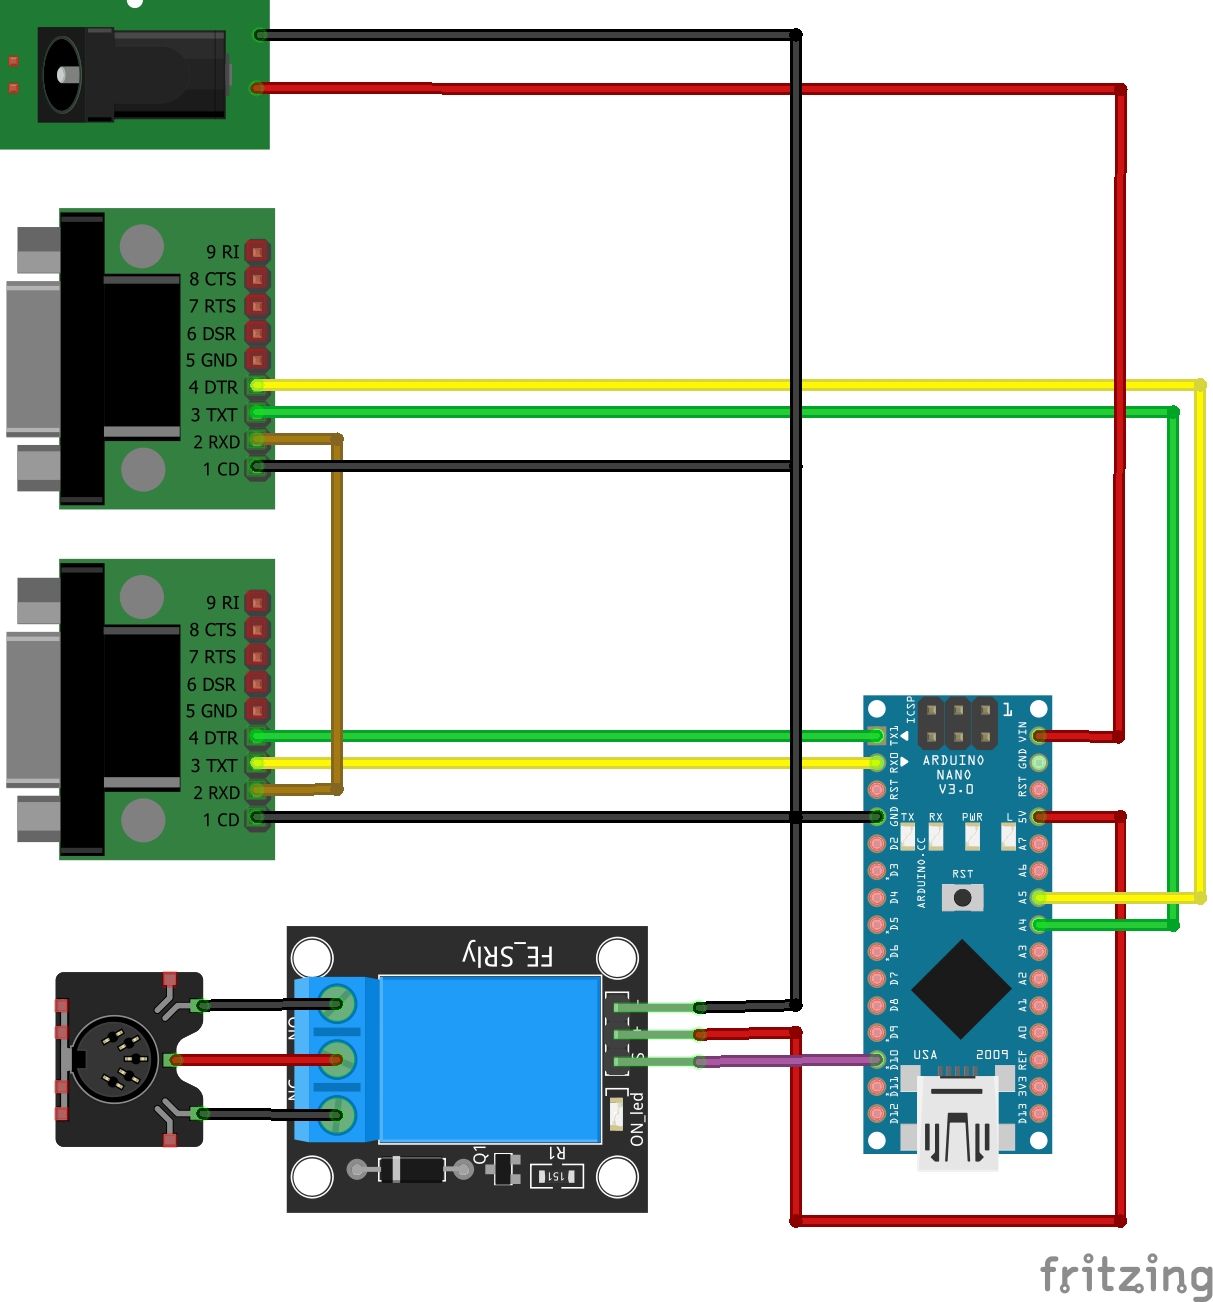 9 RI
8 CTS
7 RTS
6 DSR
5 GND
4 DTR
3 TXT
2 RXD
1 CD
9 RI
8 CTS
7 RTS
6 DSR
5 GND
4 DTR
3 TXT
2 RXD
1 CD
ICSP
1
TX1
RX0
RST
GND
D2
D3
D4
D5
D6
D7
D8
D9
D10
D11
D12
VIN
GND
RST
5V
A7
A6
A5
A4
A3
A2
A1
A0
REF
3V3
D13
ARDUINO
NANO
V3.0
TX RX PWR L
ARDUINO.CC
RST
USA 2009
FE_SRly
NO
NC
-
+
S
ON_led
Q1
R1
151
fritzing